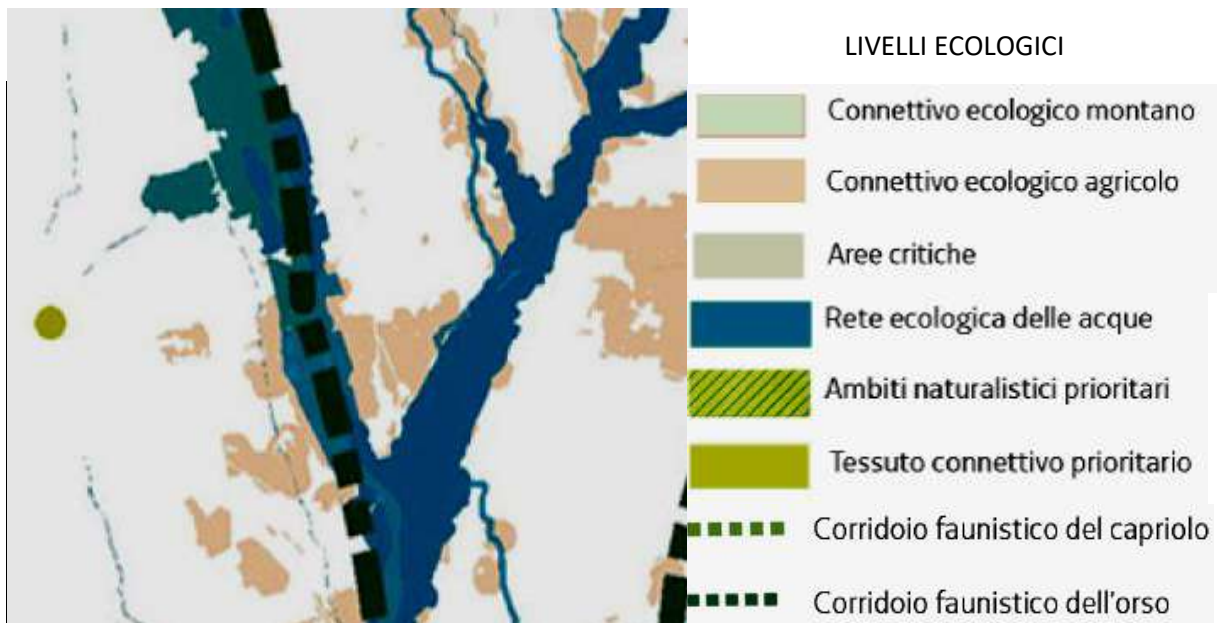 LIVELLI ECOLOGICI
Connettivo ecologico montano
Connettivo ecologico agricolo
Aree critiche
Rete ecologica delle acque
Ambiti naturalistici prioritari
Tessuto connettivo prioritario
Corridoio faunistico del capriolo
Corridoio faunistico dell'orso